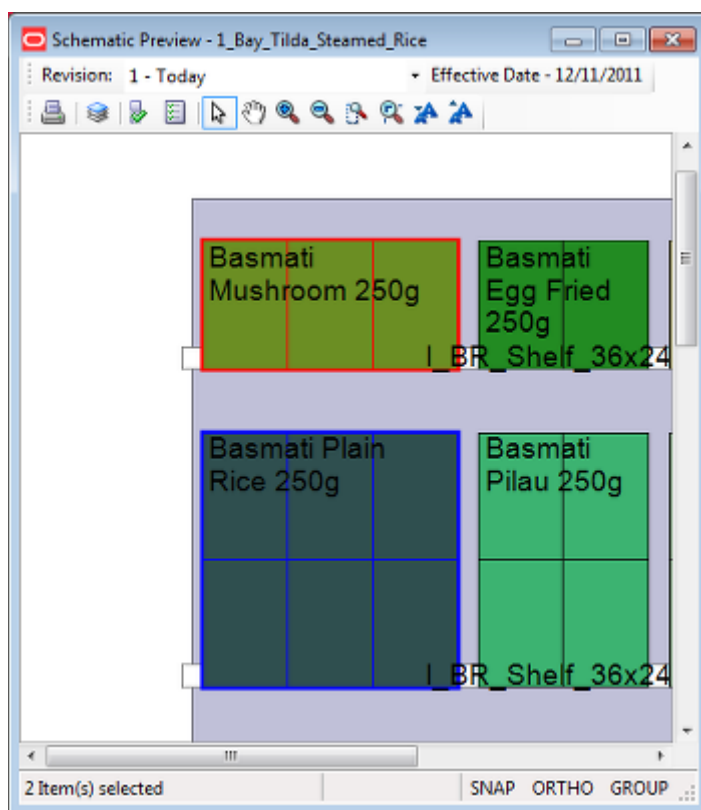 Schematic Preview - 1_Bay_Tilda_Steamed_Rice
Revision: 1 - Today Effective Date - 12/11/2011
Basmati
Mushroom 250g
Basmati
Egg Fried
250g
I_BR_Shelf_36x24
Basmati Plain
Rice 250g
Basmati
Pilau 250g
I_BR_Shelf_36x24
2 Item(s) selected SNAP ORTHO GROUP